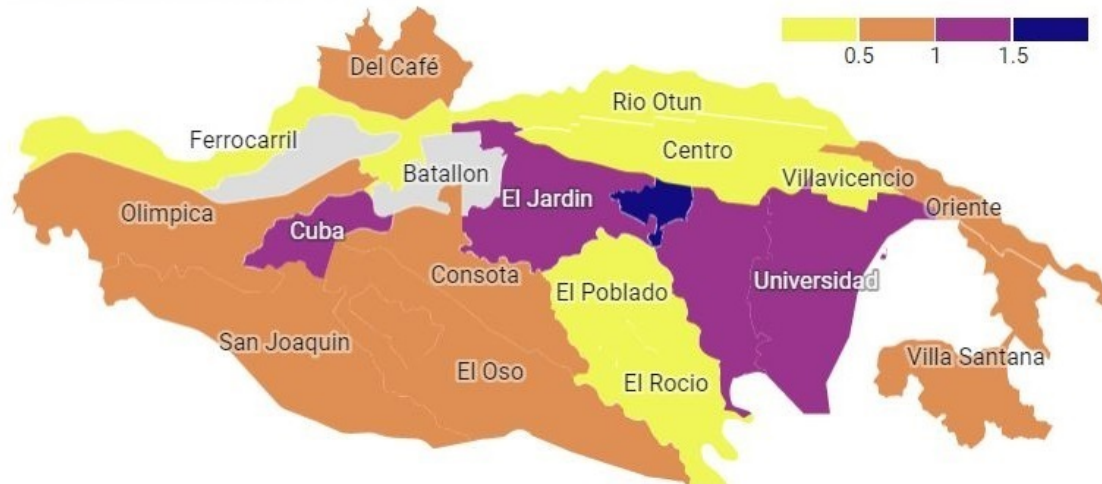 0.5 1 1.5
Del Café
Rio Otun
Ferrocarril
Centro
Batallon
Villavicencio
El Jardin
Olimpica
Oriente
Cuba
Consota
Universidad
El Poblado
San Joaquin
Villa Santana
El Oso
El Rocio